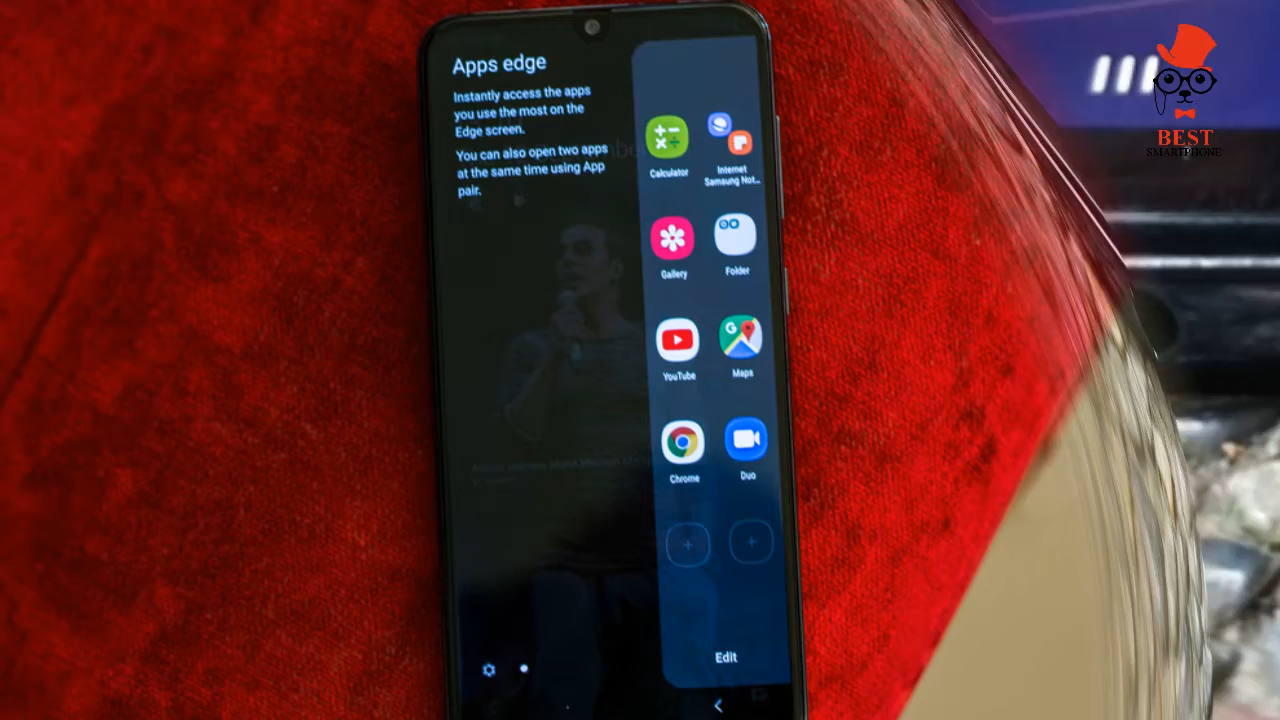 Apps edge
Instantly access the apps
you use the most on the
Edge screen.
You can also open two apps
at the same time using App
pair.
Calculator
Internet
Samsung Not...
Gallery
Folder
YouTube
Maps
Chrome
Duo
Edit
BEST
SMARTPHONE